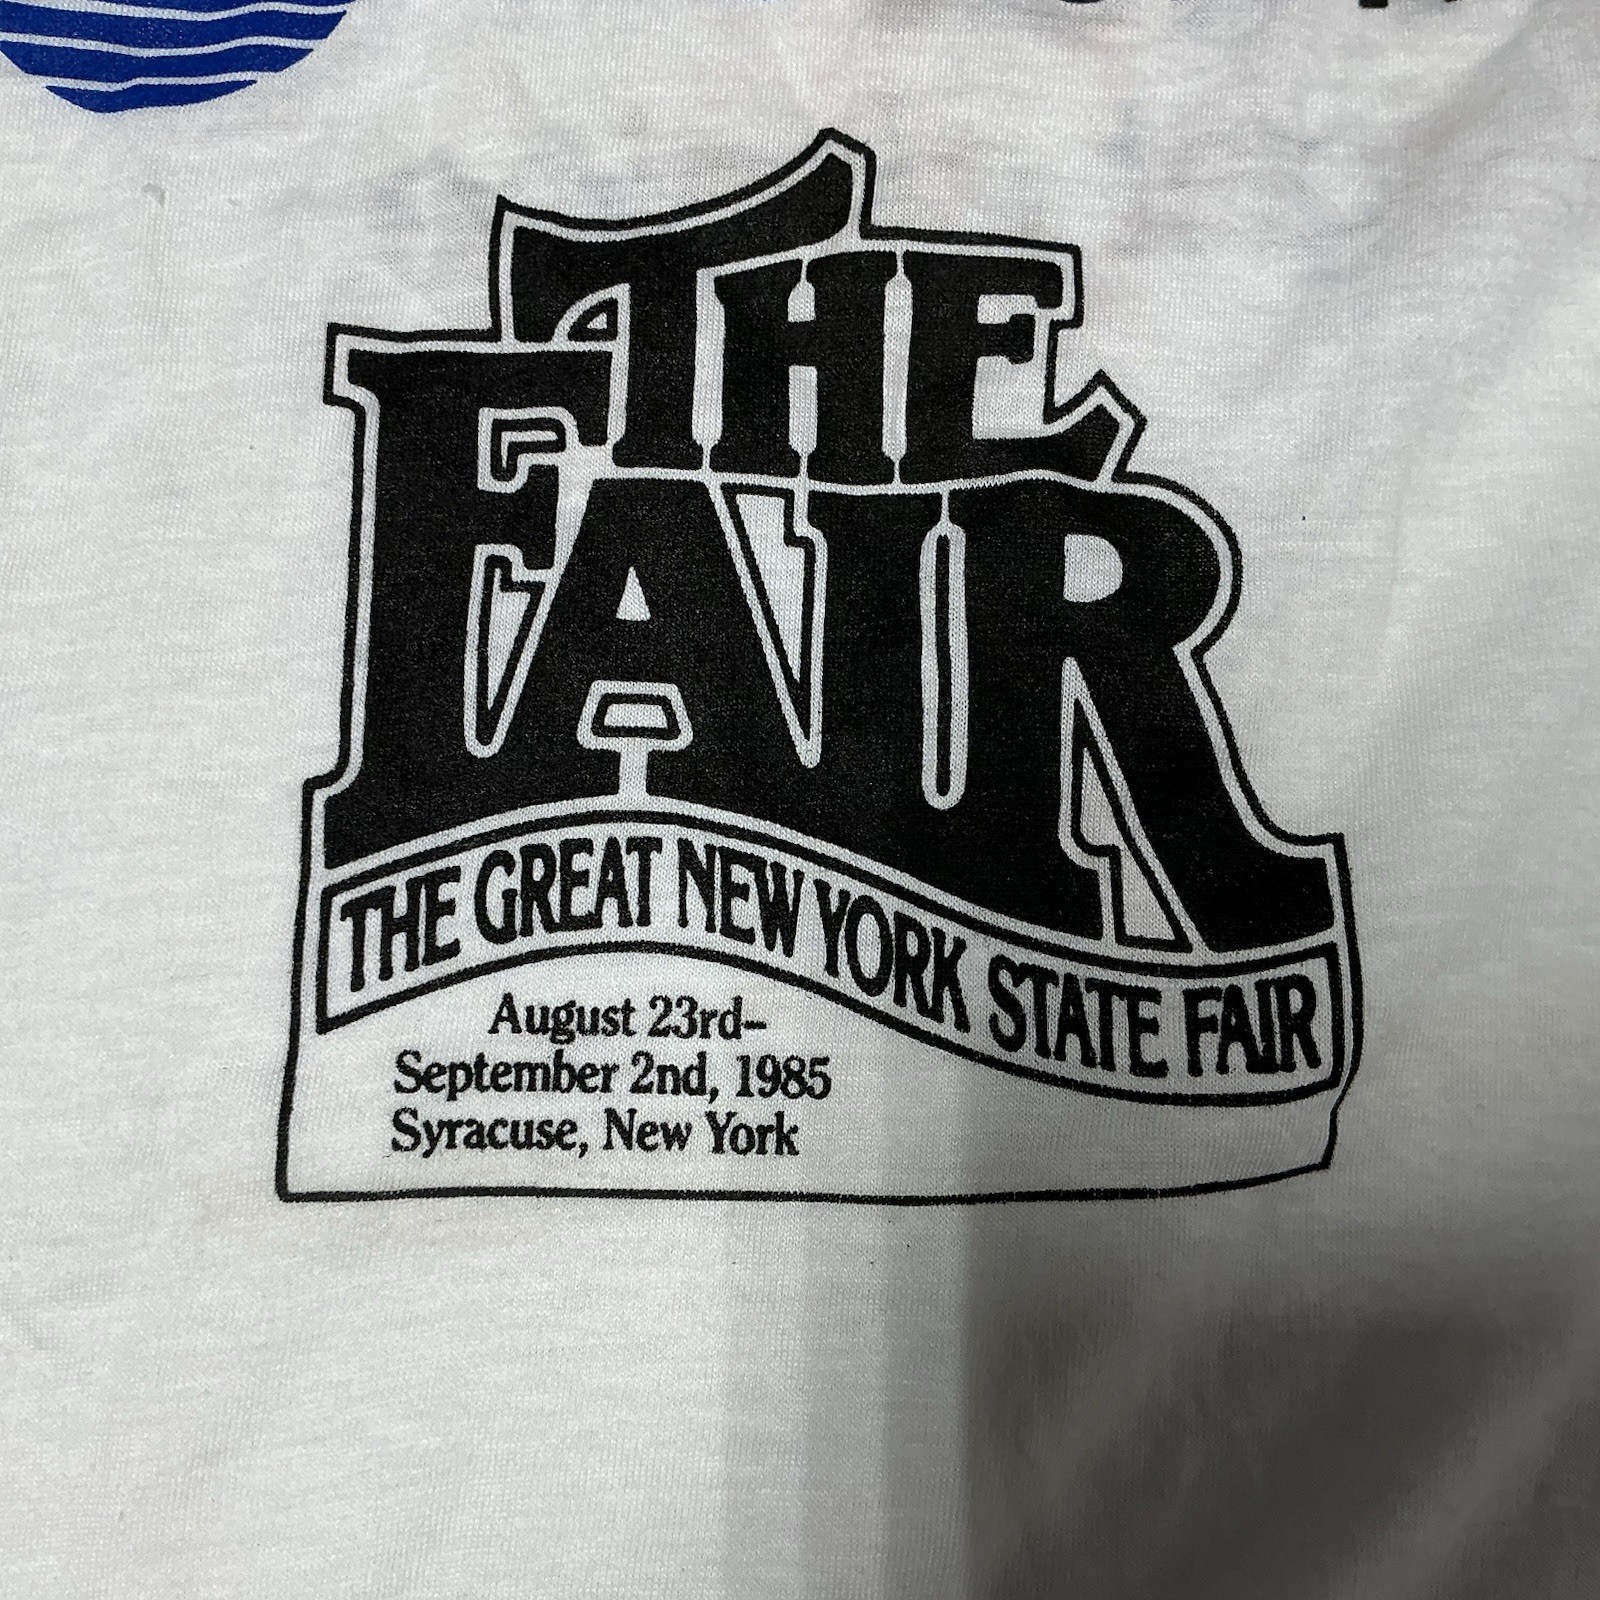 THE
FAIR
THE GREAT NEW YORK STATE FAIR
August 23rd–
September 2nd, 1985
Syracuse, New York